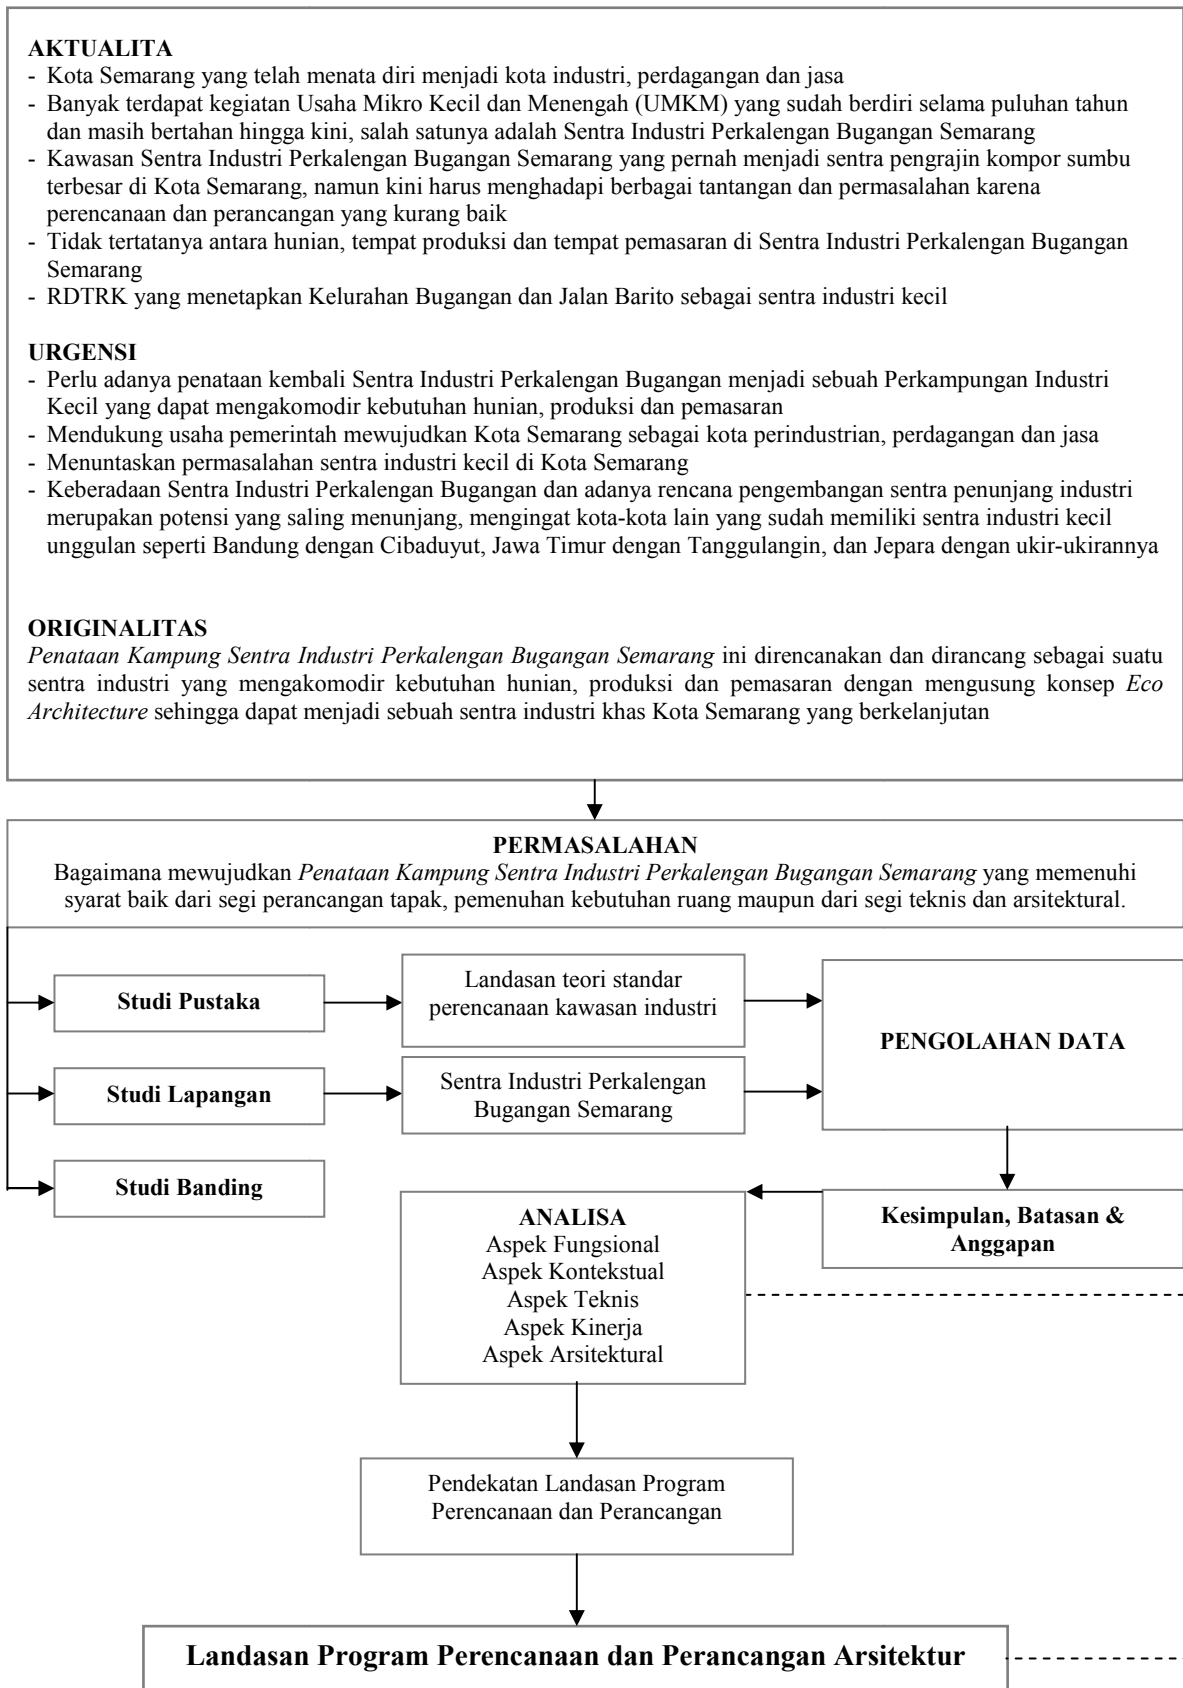 AKTUALITA
- Kota Semarang yang telah menata diri menjadi kota industri, perdagangan dan jasa
- Banyak terdapat kegiatan Usaha Mikro Kecil dan Menengah (UMKM) yang sudah berdiri selama puluhan tahun
dan masih bertahan hingga kini, salah satunya adalah Sentra Industri Perkalengan Bugangan Semarang
- Kawasan Sentra Industri Perkalengan Bugangan Semarang yang pernah menjadi sentra pengrajin kompor sumbu
terbesar di Kota Semarang, namun kini harus menghadapi berbagai tantangan dan permasalahan karena
perencanaan dan perancangan yang kurang baik
- Tidak tertatanya antara hunian, tempat produksi dan tempat pemasaran di Sentra Industri Perkalengan Bugangan
Semarang
- RDTRK yang menetapkan Kelurahan Bugangan dan Jalan Barito sebagai sentra industri kecil
URGENSI
- Perlu adanya penataan kembali Sentra Industri Perkalengan Bugangan menjadi sebuah Perkampungan Industri
Kecil yang dapat mengakomodir kebutuhan hunian, produksi dan pemasaran
- Mendukung usaha pemerintah mewujudkan Kota Semarang sebagai kota perindustrian, perdagangan dan jasa
- Menuntaskan permasalahan sentra industri kecil di Kota Semarang
- Keberadaan Sentra Industri Perkalengan Bugangan dan adanya rencana pengembangan sentra penunjang industri
merupakan potensi yang saling menunjang, mengingat kota-kota lain yang sudah memiliki sentra industri kecil
unggulan seperti Bandung dengan Cibaduyut, Jawa Timur dengan Tanggulangin, dan Jepara dengan ukir-ukirannya
ORIGINALITAS
Penataan Kampung Sentra Industri Perkalengan Bugangan Semarang ini direncanakan dan dirancang sebagai suatu
sentra industri yang mengakomodir kebutuhan hunian, produksi dan pemasaran dengan mengusung konsep Eco
Architecture sehingga dapat menjadi sebuah sentra industri khas Kota Semarang yang berkelanjutan
PERMASALAHAN
Bagaimana mewujudkan Penataan Kampung Sentra Industri Perkalengan Bugangan Semarang yang memenuhi
syarat baik dari segi perancangan tapak, pemenuhan kebutuhan ruang maupun dari segi teknis dan arsitektural.
Studi Pustaka
Landasan teori standar
perencanaan kawasan industri
PENGOLAHAN DATA
Studi Lapangan
Sentra Industri Perkalengan
Bugangan Semarang
Studi Banding
Kesimpulan, Batasan &
Anggapan
ANALISA
Aspek Fungsional
Aspek Kontekstual
Aspek Teknis
Aspek Kinerja
Aspek Arsitektural
Pendekatan Landasan Program
Perencanaan dan Perancangan
Landasan Program Perencanaan dan Perancangan Arsitektur